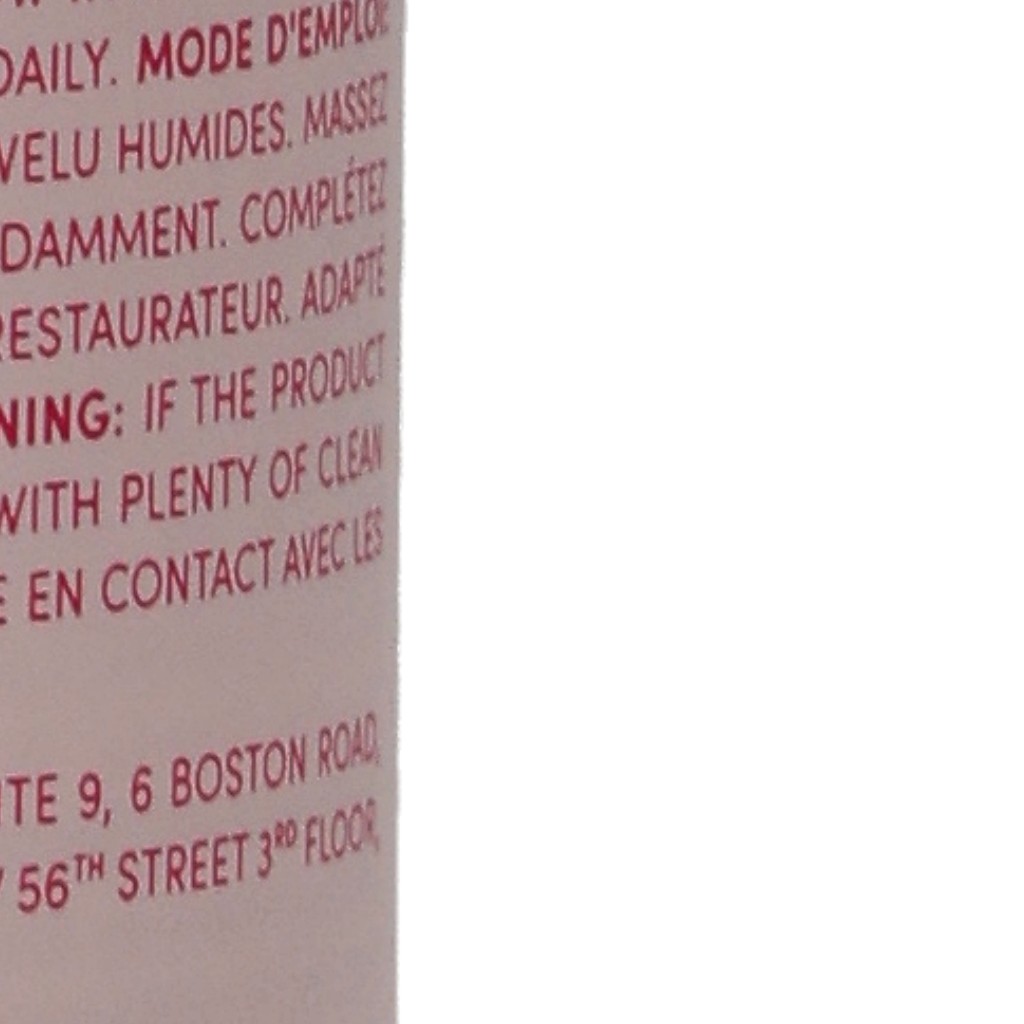 DAILY. MODE D'EMPLOI
VELU HUMIDES. MASSEZ
DAMMENT. COMPLÉTEZ
RESTAURATEUR. ADAPTÉ
NING: IF THE PRODUCT
WITH PLENTY OF CLEAN
E EN CONTACT AVEC LES
ITE 9, 6 BOSTON ROAD,
56TH STREET 3RD FLOOR,